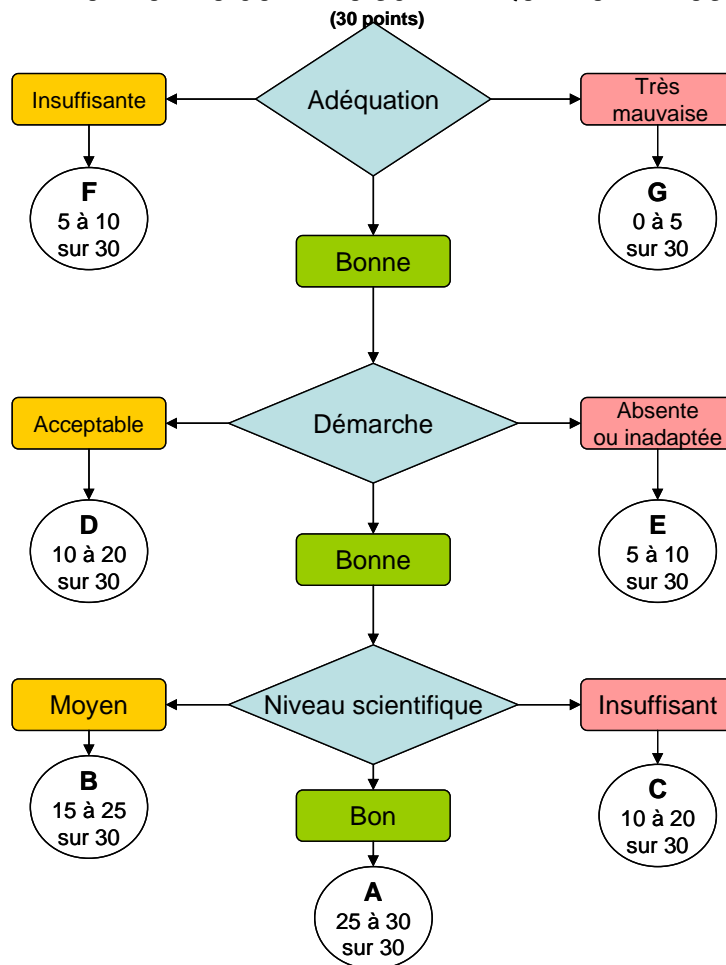 (30 points)
Insuffisante
Adéquation
Très
mauvaise
F
5 à 10
sur 30
G
0 à 5
sur 30
Bonne
Acceptable
Démarche
Absente
ou inadaptée
D
10 à 20
sur 30
E
5 à 10
sur 30
Bonne
Moyen
Niveau scientifique
Insuffisant
B
15 à 25
sur 30
C
10 à 20
sur 30
Bon
A
25 à 30
sur 30